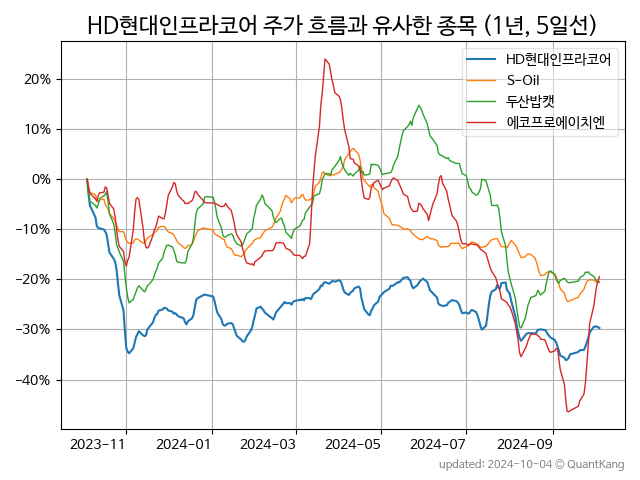 HD현대인프라코어 주가 흐름과 유사한 종목 (1년, 5일선)
HD현대인프라코어
S-Oil
두산밥캣
에코프로에이치엔
20%
10%
0%
−10%
−20%
−30%
−40%
2023-11
2024-01
2024-03
2024-05
2024-07
2024-09
updated: 2024-10-04 © QuantKang